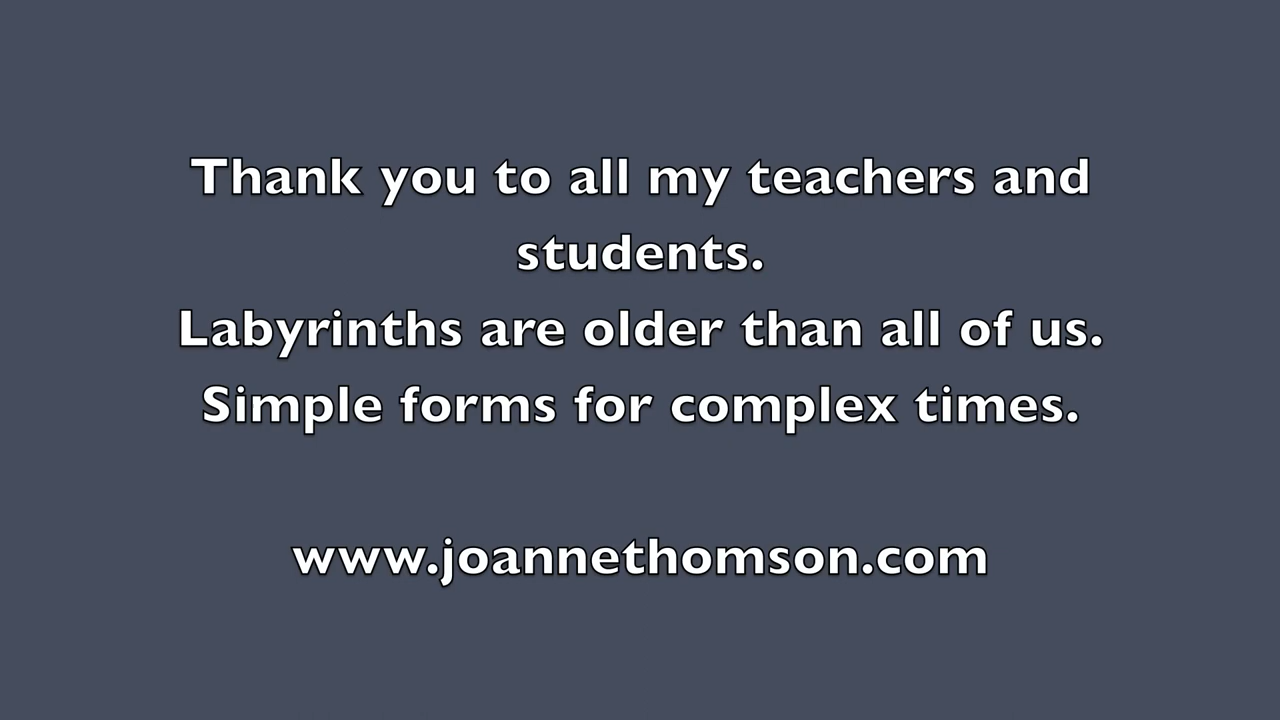 Thank you to all my teachers and
students.
Labyrinths are older than all of us.
Simple forms for complex times.
www.joannethomson.com